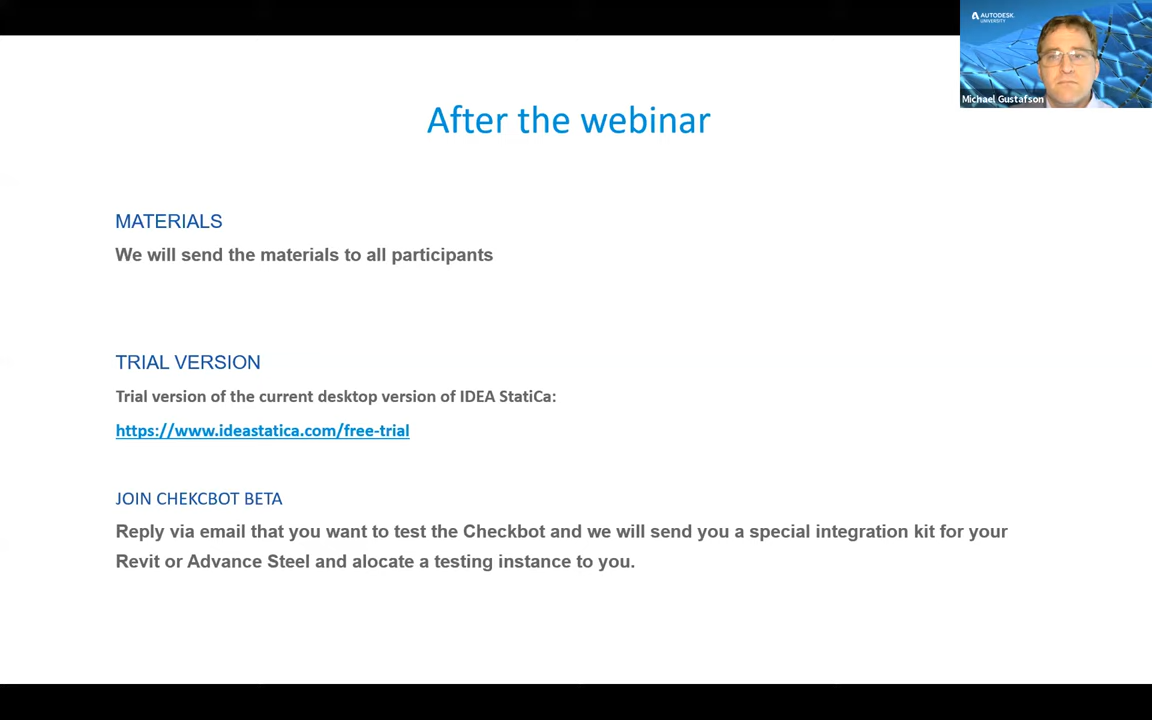 AUTODESK
UNIVERSITY
Michael Gustafson
After the webinar
MATERIALS
We will send the materials to all participants
TRIAL VERSION
Trial version of the current desktop version of IDEA StatiCa:
https://www.ideastatica.com/free-trial
JOIN CHEKCBOT BETA
Reply via email that you want to test the Checkbot and we will send you a special integration kit for your
Revit or Advance Steel and alocate a testing instance to you.